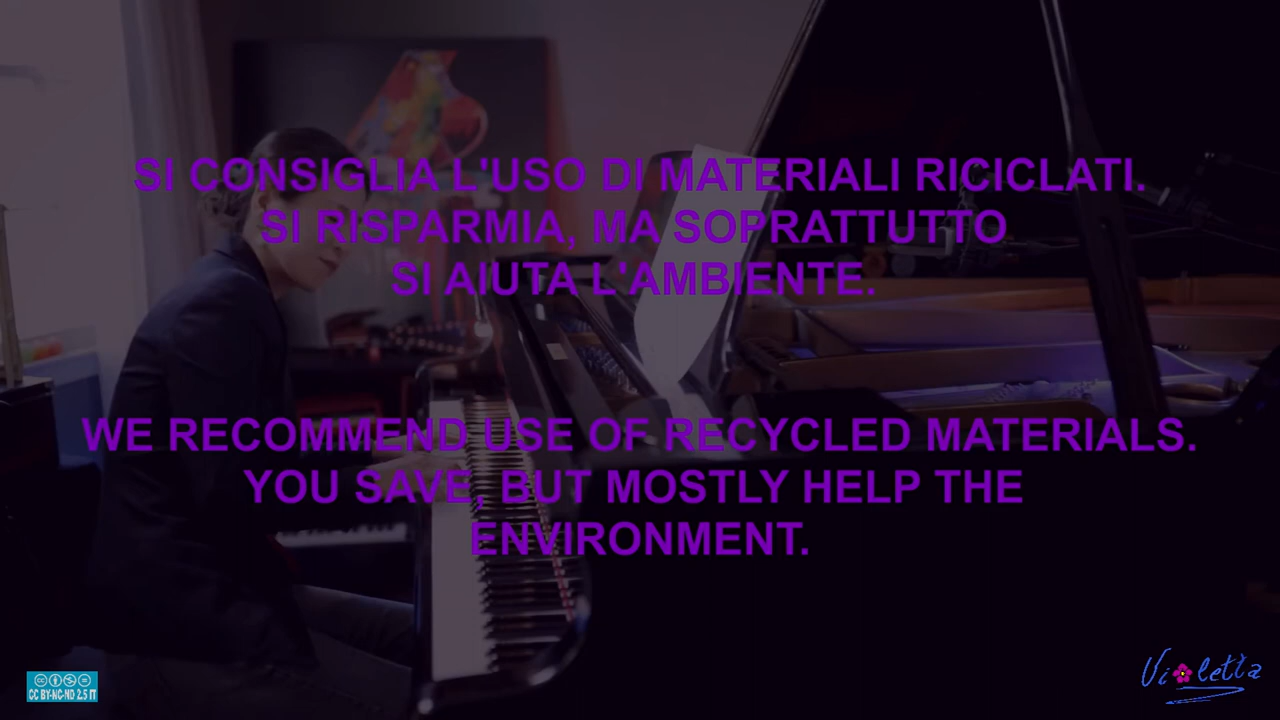 SI CONSIGLIA L'USO DI MATERIALI RICICLATI.
SI RISPARMIA, MA SOPRATTUTTO
SI AIUTA L'AMBIENTE.
WE RECOMMEND USE OF RECYCLED MATERIALS.
YOU SAVE, BUT MOSTLY HELP THE
ENVIRONMENT.
CC BY-NC-ND 2.5 IT
Violetta